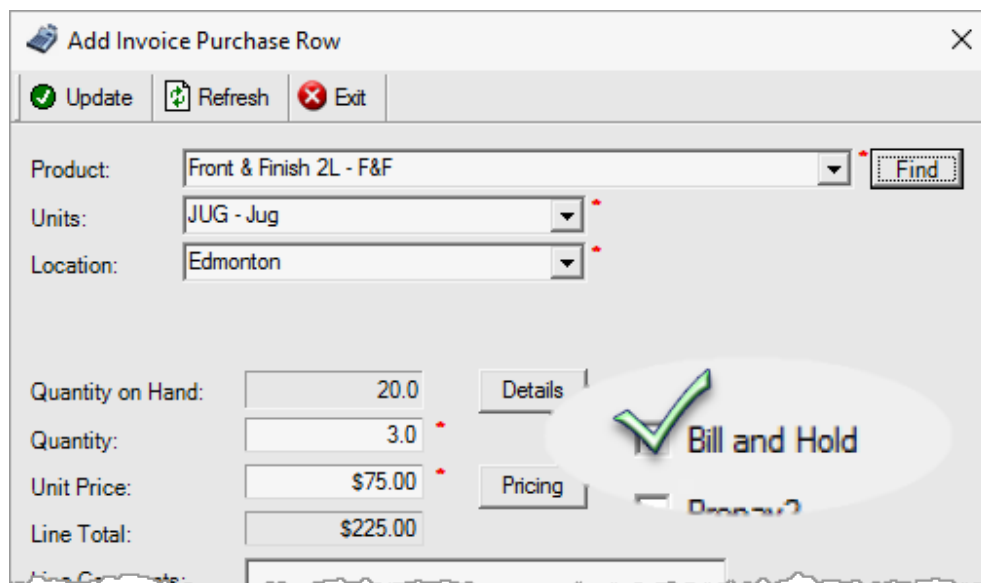 Add Invoice Purchase Row
Update Refresh Exit
Product: Front & Finish 2L - F&F * Find
Units: JUG - Jug *
Location: Edmonton *
Quantity on Hand: 20.0 Details
Quantity: 3.0 * Bill and Hold
Unit Price: $75.00 * Pricing
Prepay?
Line Total: $225.00